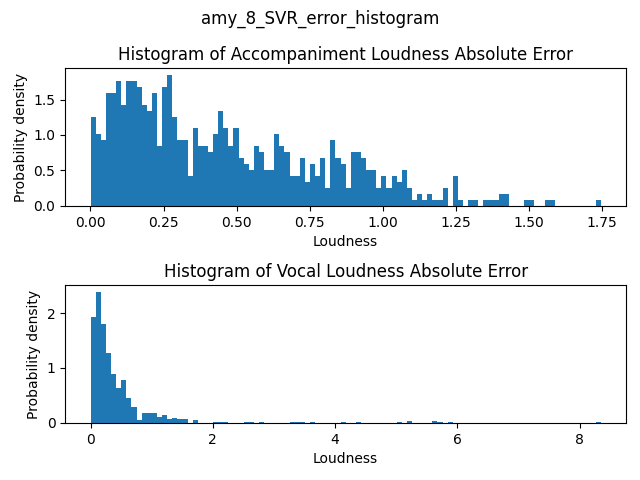 amy_8_SVR_error_histogram
Histogram of Accompaniment Loudness Absolute Error
Probability density
1.5
1.0
0.5
0.0
0.00 0.25 0.50 0.75 1.00 1.25 1.50 1.75
Loudness
Histogram of Vocal Loudness Absolute Error
Probability density
2
1
0
0 2 4 6 8
Loudness